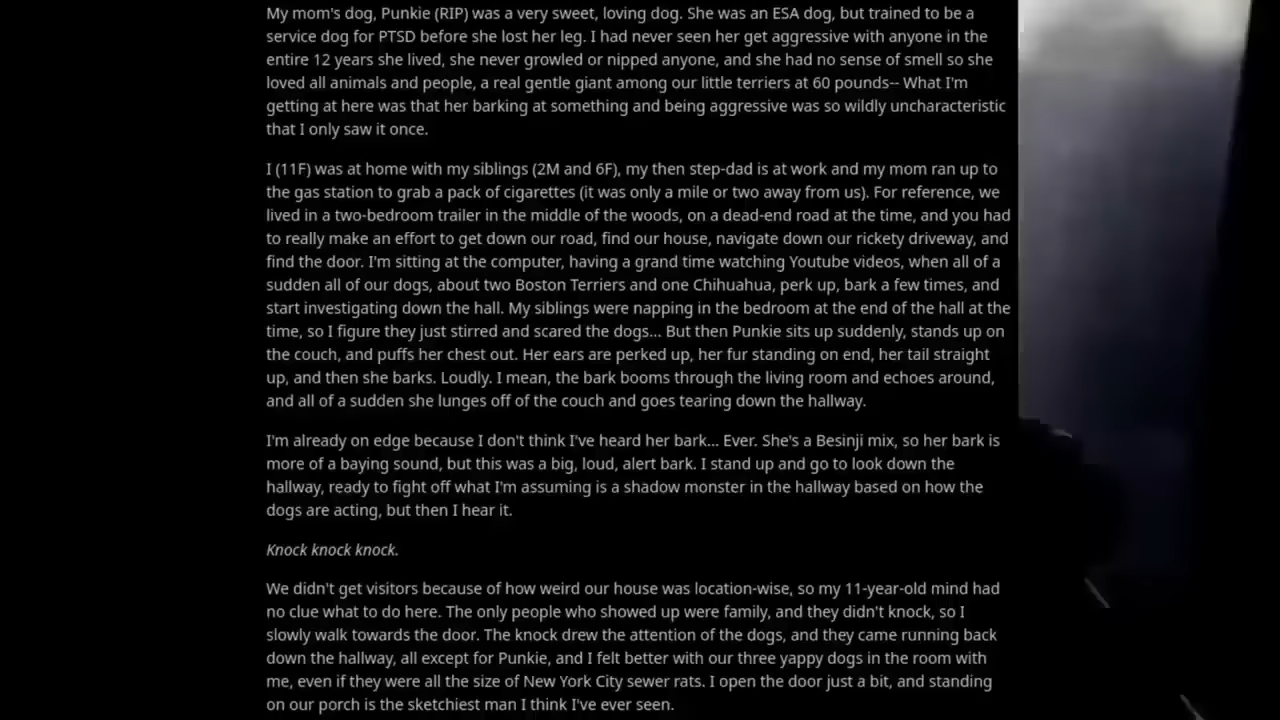 My mom's dog, Punkie (RIP) was a very sweet, loving dog. She was an ESA dog, but trained to be a
service dog for PTSD before she lost her leg. I had never seen her get aggressive with anyone in the
entire 12 years she lived, she never growled or nipped anyone, and she had no sense of smell so she
loved all animals and people, a real gentle giant among our little terriers at 60 pounds-- What I'm
getting at here was that her barking at something and being aggressive was so wildly uncharacteristic
that I only saw it once.
I (11F) was at home with my siblings (2M and 6F), my then step-dad is at work and my mom ran up to
the gas station to grab a pack of cigarettes (it was only a mile or two away from us). For reference, we
lived in a two-bedroom trailer in the middle of the woods, on a dead-end road at the time, and you had
to really make an effort to get down our road, find our house, navigate down our rickety driveway, and
find the door. I'm sitting at the computer, having a grand time watching Youtube videos, when all of a
sudden all of our dogs, about two Boston Terriers and one Chihuahua, perk up, bark a few times, and
start investigating down the hall. My siblings were napping in the bedroom at the end of the hall at the
time, so I figure they just stirred and scared the dogs... But then Punkie sits up suddenly, stands up on
the couch, and puffs her chest out. Her ears are perked up, her fur standing on end, her tail straight
up, and then she barks. Loudly. I mean, the bark booms through the living room and echoes around,
and all of a sudden she lunges off of the couch and goes tearing down the hallway.
I'm already on edge because I don't think I've heard her bark... Ever. She's a Besinji mix, so her bark is
more of a baying sound, but this was a big, loud, alert bark. I stand up and go to look down the
hallway, ready to fight off what I'm assuming is a shadow monster in the hallway based on how the
dogs are acting, but then I hear it.
Knock knock knock.
We didn't get visitors because of how weird our house was location-wise, so my 11-year-old mind had
no clue what to do here. The only people who showed up were family, and they didn't knock, so I
slowly walk towards the door. The knock drew the attention of the dogs, and they came running back
down the hallway, all except for Punkie, and I felt better with our three yappy dogs in the room with
me, even if they were all the size of New York City sewer rats. I open the door just a bit, and standing
on our porch is the sketchiest man I think I've ever seen.